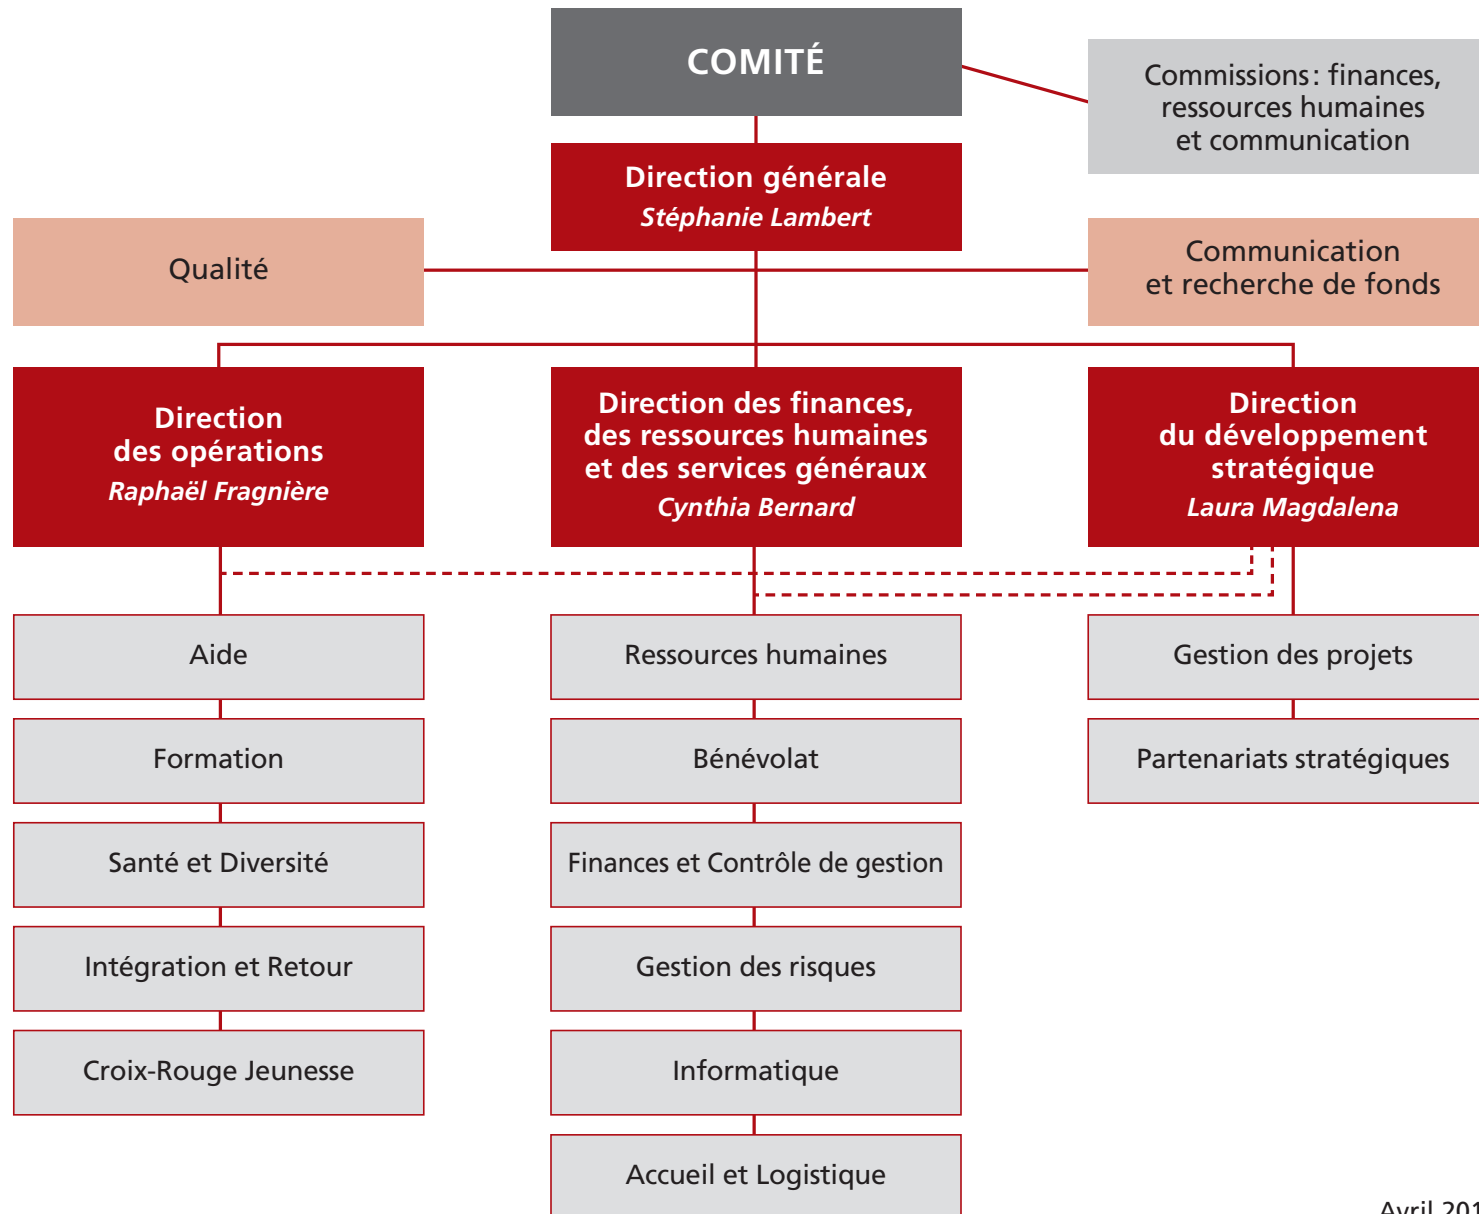 COMITÉ
Commissions: finances,
ressources humaines
et communication
Direction générale
Stéphanie Lambert
Qualité
Communication
et recherche de fonds
Direction
des opérations
Raphaël Fragnière
Direction des finances,
des ressources humaines
et des services généraux
Cynthia Bernard
Direction
du développement
stratégique
Laura Magdalena
Aide
Formation
Santé et Diversité
Intégration et Retour
Croix-Rouge Jeunesse
Ressources humaines
Bénévolat
Finances et Contrôle de gestion
Gestion des risques
Informatique
Accueil et Logistique
Gestion des projets
Partenariats stratégiques
Avril 201